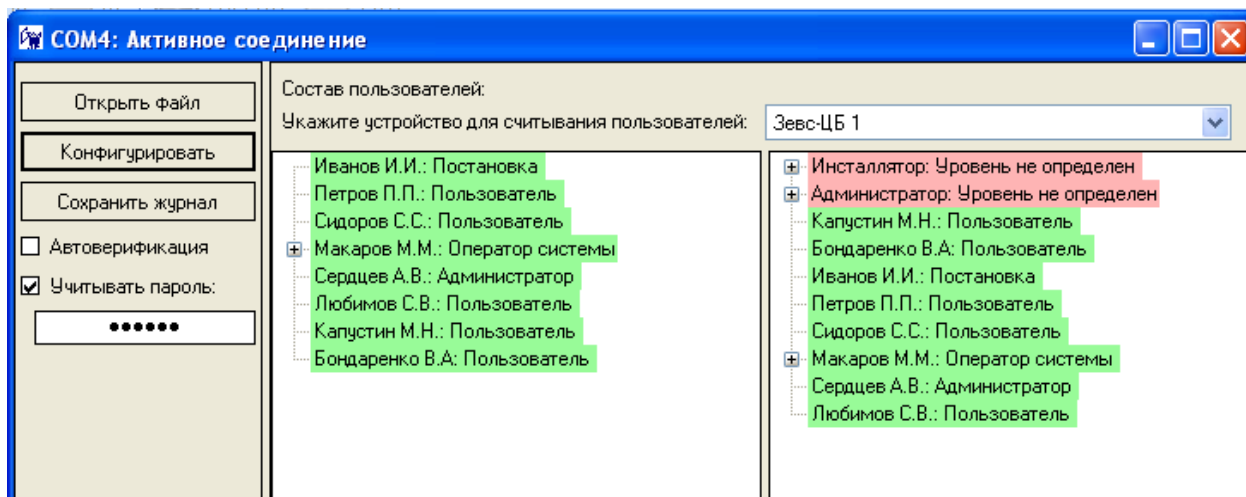 COM4: Активное соединение
Открыть файл
Конфигурировать
Сохранить журнал
Автоверификация
Учитывать пароль:
●●●●●●
Состав пользователей:
Укажите устройство для считывания пользователей:
Зевс-ЦБ 1
Иванов И.И.: Постановка
Петров П.П.: Пользователь
Сидоров С.С.: Пользователь
Макаров М.М.: Оператор системы
Сердцев А.В.: Администратор
Любимов С.В.: Пользователь
Капустин М.Н.: Пользователь
Бондаренко В.А: Пользователь
Инсталлятор: Уровень не определен
Администратор: Уровень не определен
Капустин М.Н.: Пользователь
Бондаренко В.А: Пользователь
Иванов И.И.: Постановка
Петров П.П.: Пользователь
Сидоров С.С.: Пользователь
Макаров М.М.: Оператор системы
Сердцев А.В.: Администратор
Любимов С.В.: Пользователь